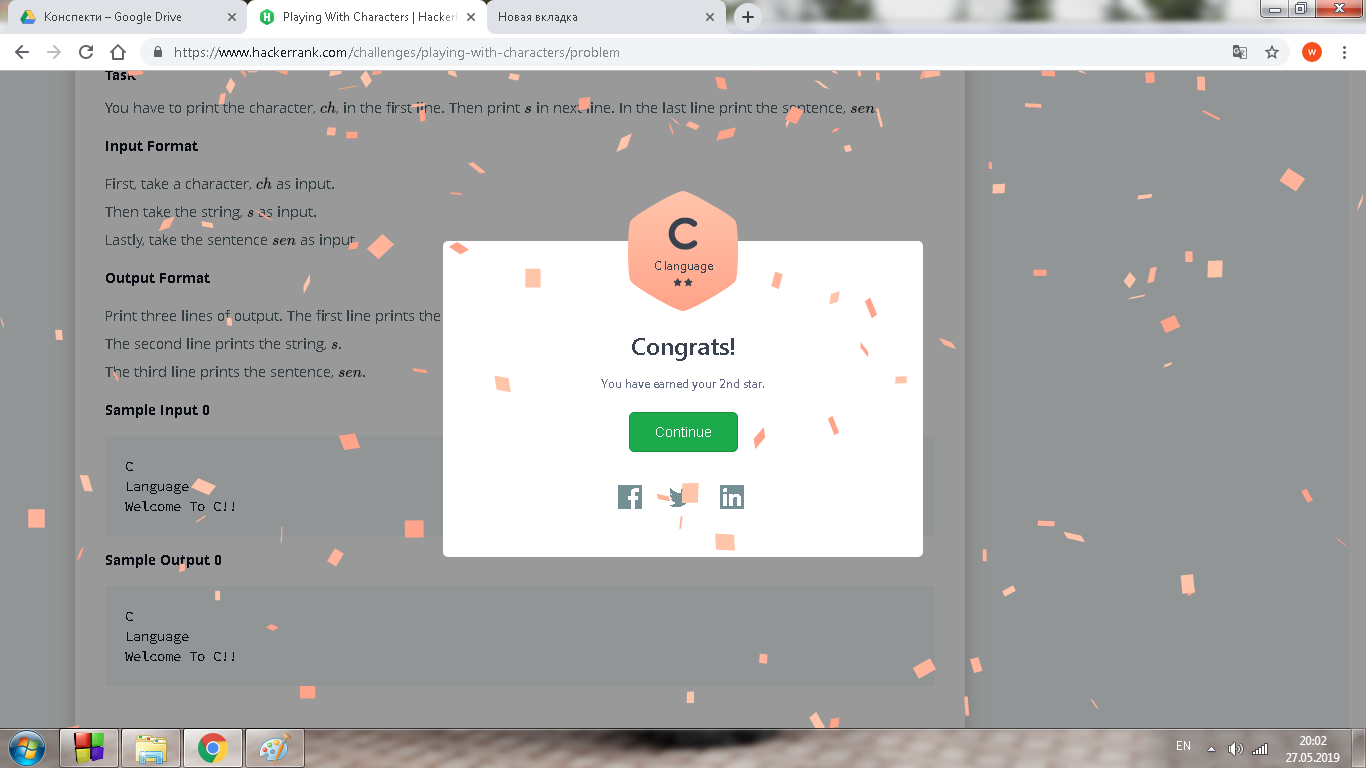 Конспекти – Google Drive
Playing With Characters | Hacker
Новая вкладка
https://www.hackerrank.com/challenges/playing-with-characters/problem
w
Task
You have to print the character, ch, in the first line. Then print s in next line. In the last line print the sentence, sen
Input Format
First, take a character, ch as input.
Then take the string, s as input.
Lastly, take the sentence sen as input
Output Format
Print three lines of output. The first line prints the
The second line prints the string, s.
The third line prints the sentence, sen.
Sample Input 0
C
Language
Welcome To C!!
Sample Output 0
C
Language
Welcome To C!!
C
C language
Congrats!
You have earned your 2nd star.
Continue
f
in
EN
20:02
27.05.2019